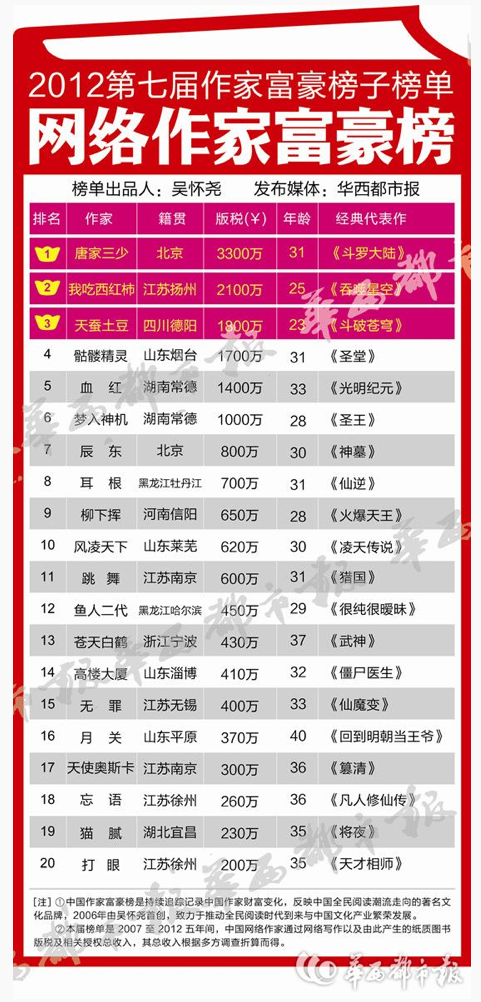 2012第七届作家富豪榜子榜单
网络作家富豪榜
榜单出品人：吴怀尧 发布媒体：华西都市报
排名 作家 籍贯 版税(￥) 年龄 经典代表作
1 唐家三少 北京 3300万 31 《斗罗大陆》
2 我吃西红柿 江苏扬州 2100万 25 《吞噬星空》
3 天蚕土豆 四川德阳 1800万 23 《斗破苍穹》
4 骷髅精灵 山东烟台 1700万 31 《圣堂》
5 血红 湖南常德 1400万 33 《光明纪元》
6 梦入神机 湖南常德 1000万 28 《圣王》
7 辰东 北京 800万 30 《神墓》
8 耳根 黑龙江牡丹江 700万 31 《仙逆》
9 柳下挥 河南信阳 650万 28 《火爆天王》
10 风凌天下 山东莱芜 620万 30 《凌天传说》
11 跳舞 江苏南京 600万 31 《猎国》
12 鱼人二代 黑龙江哈尔滨 450万 29 《很纯很暧昧》
13 苍天白鹤 浙江宁波 430万 37 《武神》
14 高楼大厦 山东淄博 410万 32 《僵尸医生》
15 无罪 江苏无锡 400万 33 《仙魔变》
16 月关 山东平原 370万 40 《回到明朝当王爷》
17 天使奥斯卡 江苏南京 300万 36 《篡清》
18 忘语 江苏徐州 260万 36 《凡人修仙传》
19 猫腻 湖北宜昌 230万 35 《将夜》
20 打眼 江苏徐州 200万 35 《天才相师》
[注] ①中国作家富豪榜是持续追踪记录中国作家财富变化，反映中国全民阅读潮流走向的著名文
化品牌，2006年由吴怀尧首创，致力于推动全民阅读时代到来与中国文化产业繁荣发展。
②本届榜单是 2007 至 2012 五年间，中国网络作家通过网络写作以及由此产生的纸质图书
版税及相关授权总收入，其总收入根据多方调查折算而得。
华西都市报